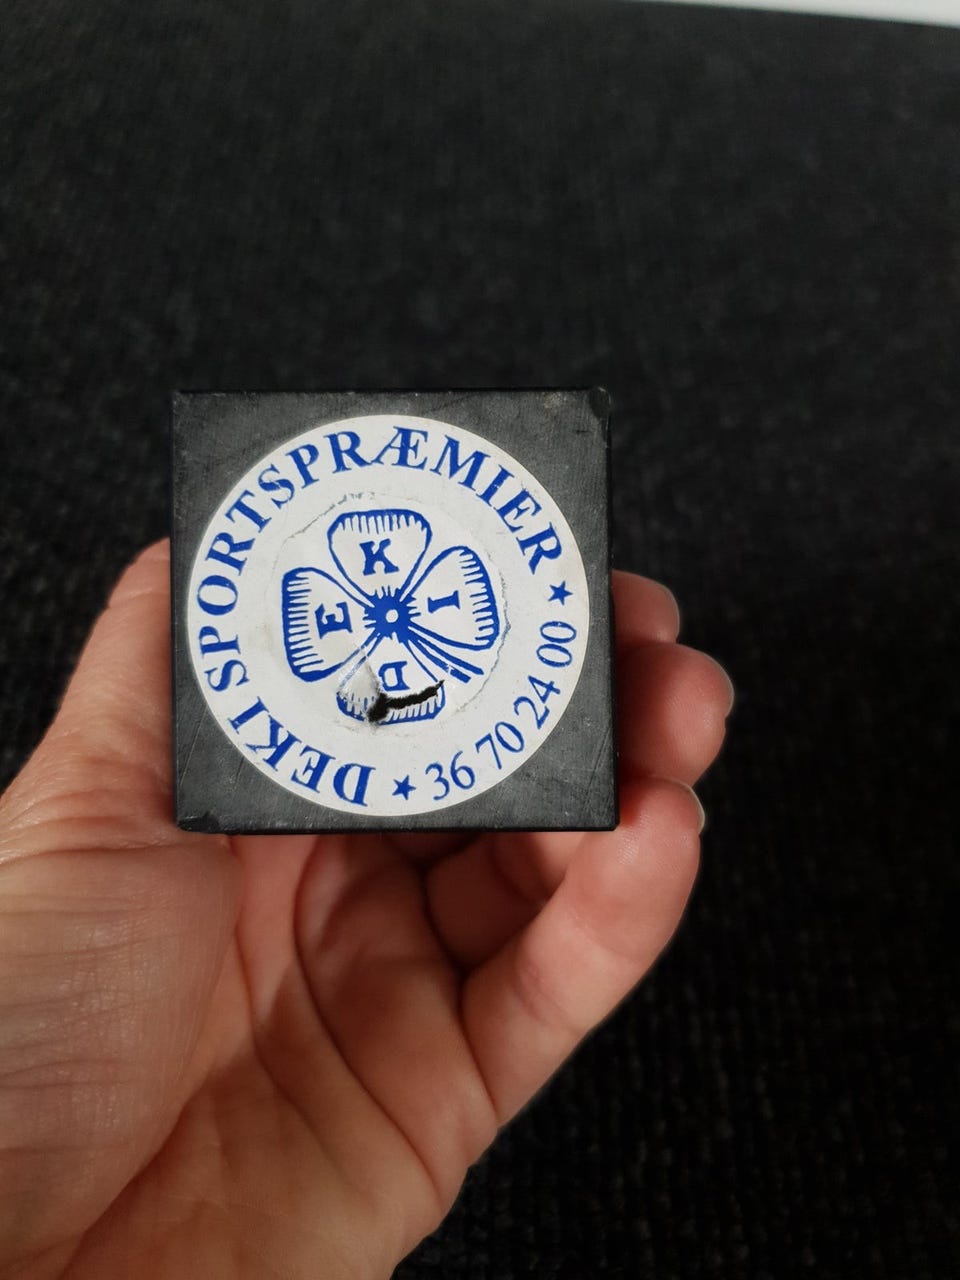 DEKI SPORTSPRÆMIER ★ 36 70 24 00 ★
D
E
K
I